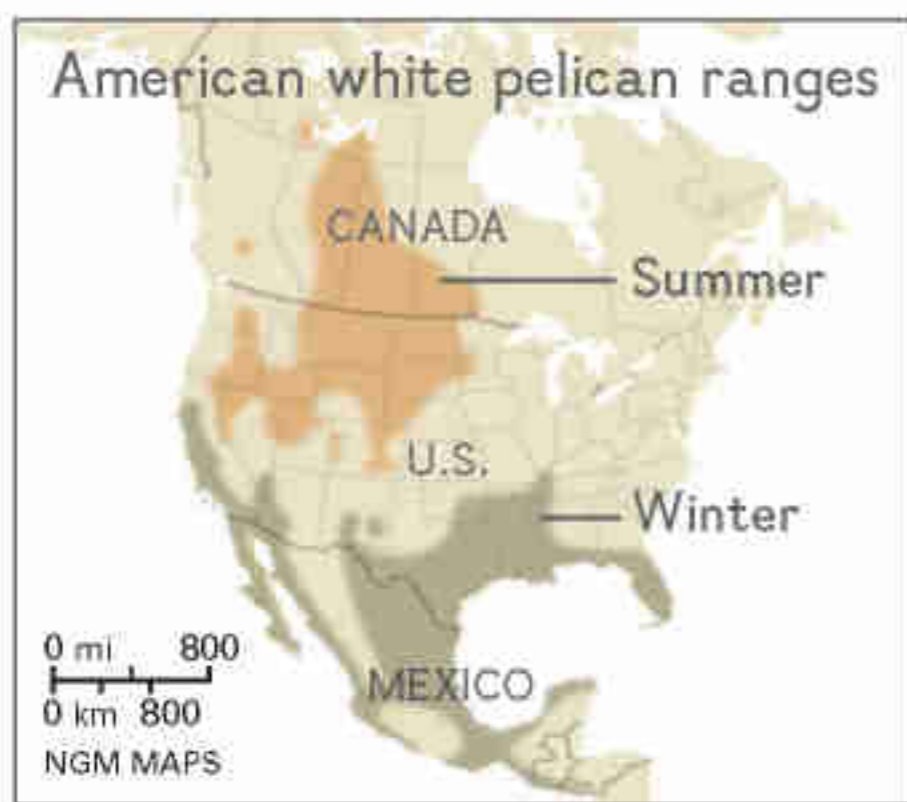 American white pelican ranges
CANADA
Summer
U.S.
Winter
MEXICO
0 mi 800
0 km 800
NGM MAPS